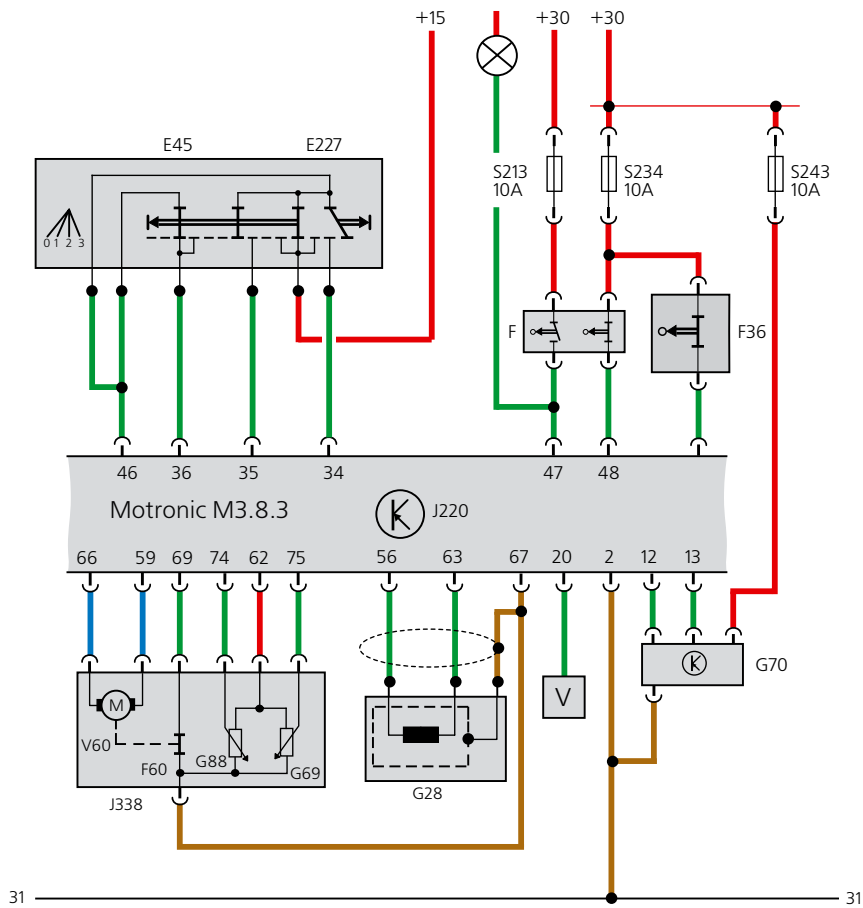 +15
+30
+30
E45
E227
S213
10A
S234
10A
S243
10A
0 1 2 3
F
F36
46
36
35
34
47
48
Motronic M3.8.3
J220
66
59
69
74
62
75
56
63
67
20
2
12
13
M
V60
G88
F60
G69
J338
G28
V
G70
31
31